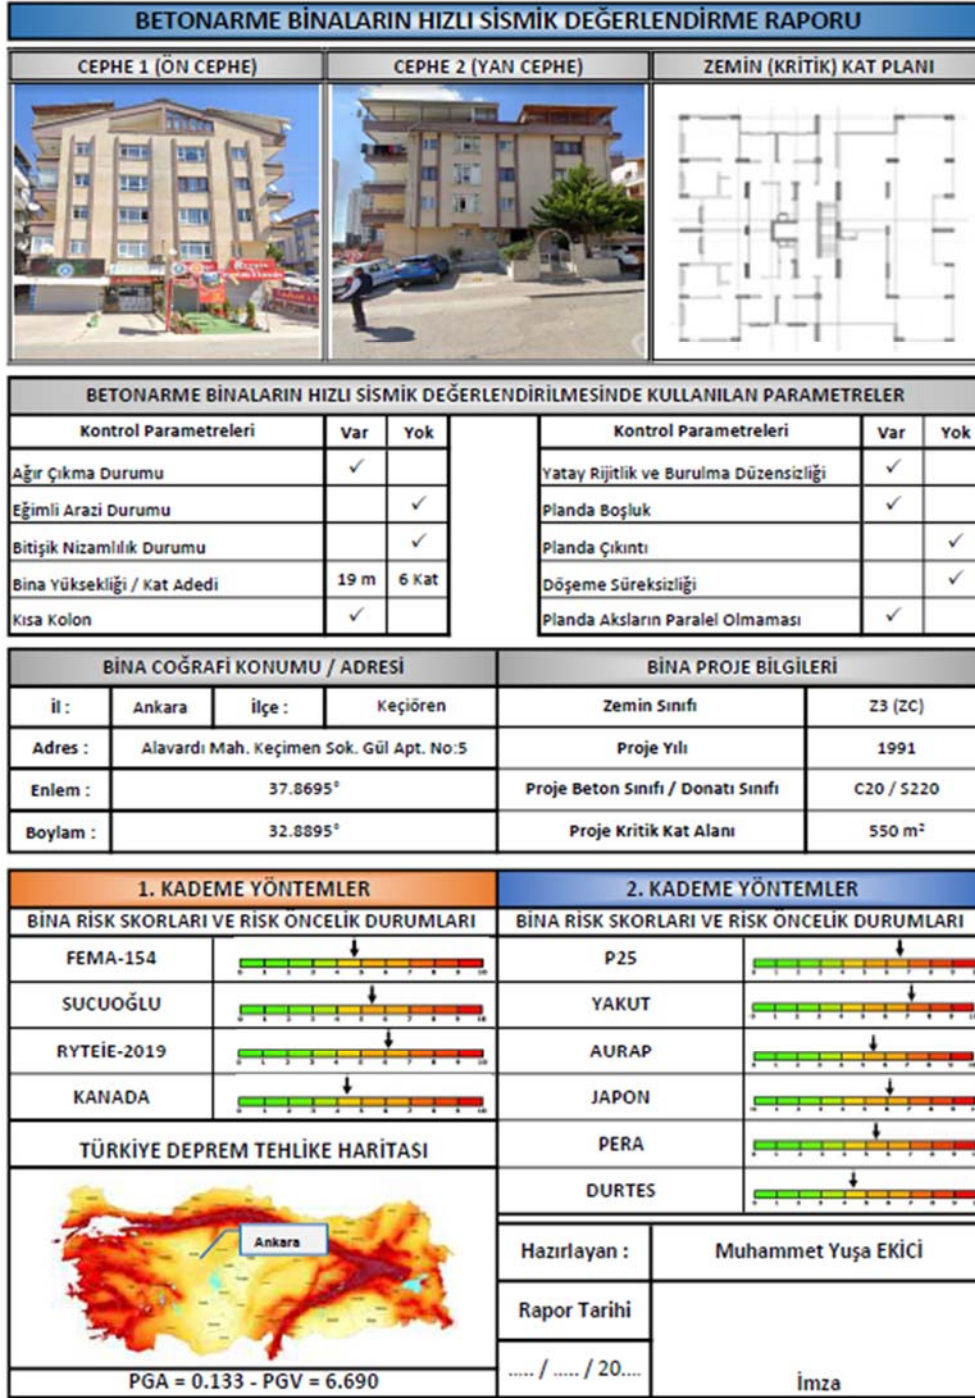 BETONARME BİNALARIN HIZLI SİSMİK DEĞERLENDİRME RAPORU
CEPHE 1 (ÖN CEPHE)
CEPHE 2 (YAN CEPHE)
ZEMİN (KRİTİK) KAT PLANI
BETONARME BİNALARIN HIZLI SİSMİK DEĞERLENDİRİLMESİNDE KULLANILAN PARAMETRELER
Kontrol Parametreleri Var Yok
Ağır Çıkma Durumu ✓
Eğimli Arazi Durumu ✓
Bitişik Nizamlılık Durumu ✓
Bina Yüksekliği / Kat Adedi 19 m 6 Kat
Kısa Kolon ✓
Kontrol Parametreleri Var Yok
Yatay Rijitlik ve Burulma Düzensizliği ✓
Planda Boşluk ✓
Planda Çıkıntı ✓
Döşeme Süreksizliği ✓
Planda Aksların Paralel Olmaması ✓
BİNA COĞRAFİ KONUMU / ADRESİ
İl : Ankara İlçe : Keçiören
Adres : Alavardı Mah. Keçimen Sok. Gül Apt. No:5
Enlem : 37.8695°
Boylam : 32.8895°
BİNA PROJE BİLGİLERİ
Zemin Sınıfı Z3 (ZC)
Proje Yılı 1991
Proje Beton Sınıfı / Donatı Sınıfı C20 / S220
Proje Kritik Kat Alanı 550 m²
1. KADEME YÖNTEMLER
BİNA RİSK SKORLARI VE RİSK ÖNCELİK DURUMLARI
FEMA-154
SUCUOĞLU
RYTEİE-2019
KANADA
2. KADEME YÖNTEMLER
BİNA RİSK SKORLARI VE RİSK ÖNCELİK DURUMLARI
P25
YAKUT
AURAP
JAPON
PERA
DURTES
TÜRKİYE DEPREM TEHLİKE HARİTASI
Ankara
PGA = 0.133 - PGV = 6.690
Hazırlayan : Muhammet Yuşa EKİCİ
Rapor Tarihi
..... / ..... / 20....
İmza